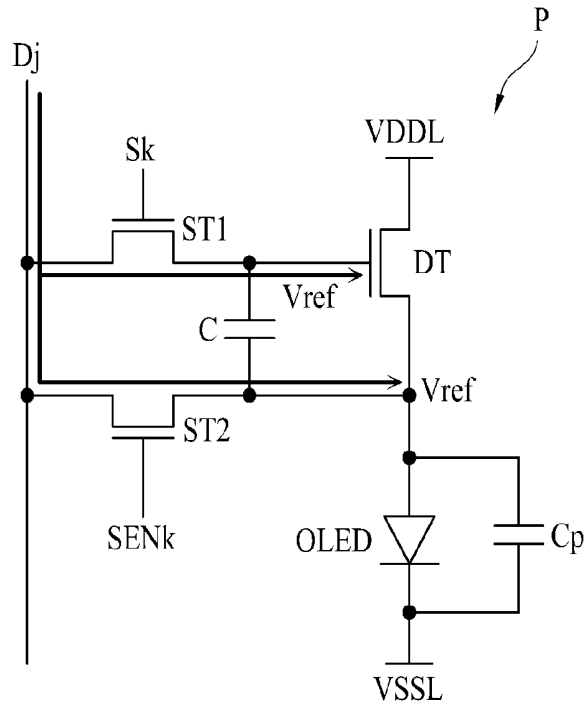 P
Dj
VDDL
Sk
ST1
DT
Vref
C
Vref
ST2
SENk
OLED
Cp
VSSL